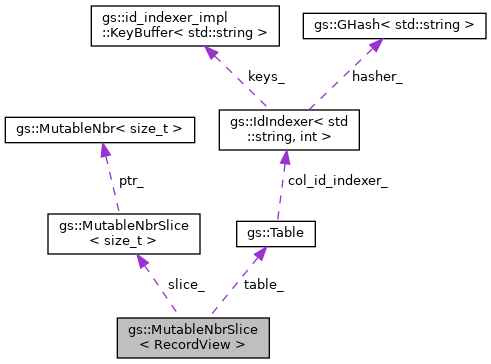 gs::id_indexer_impl
::KeyBuffer< std::string >
gs::GHash< std::string >
keys_
hasher_
gs::MutableNbr< size_t >
gs::IdIndexer< std
::string, int >
ptr_
col_id_indexer_
gs::MutableNbrSlice
< size_t >
gs::Table
slice_
table_
gs::MutableNbrSlice
< RecordView >